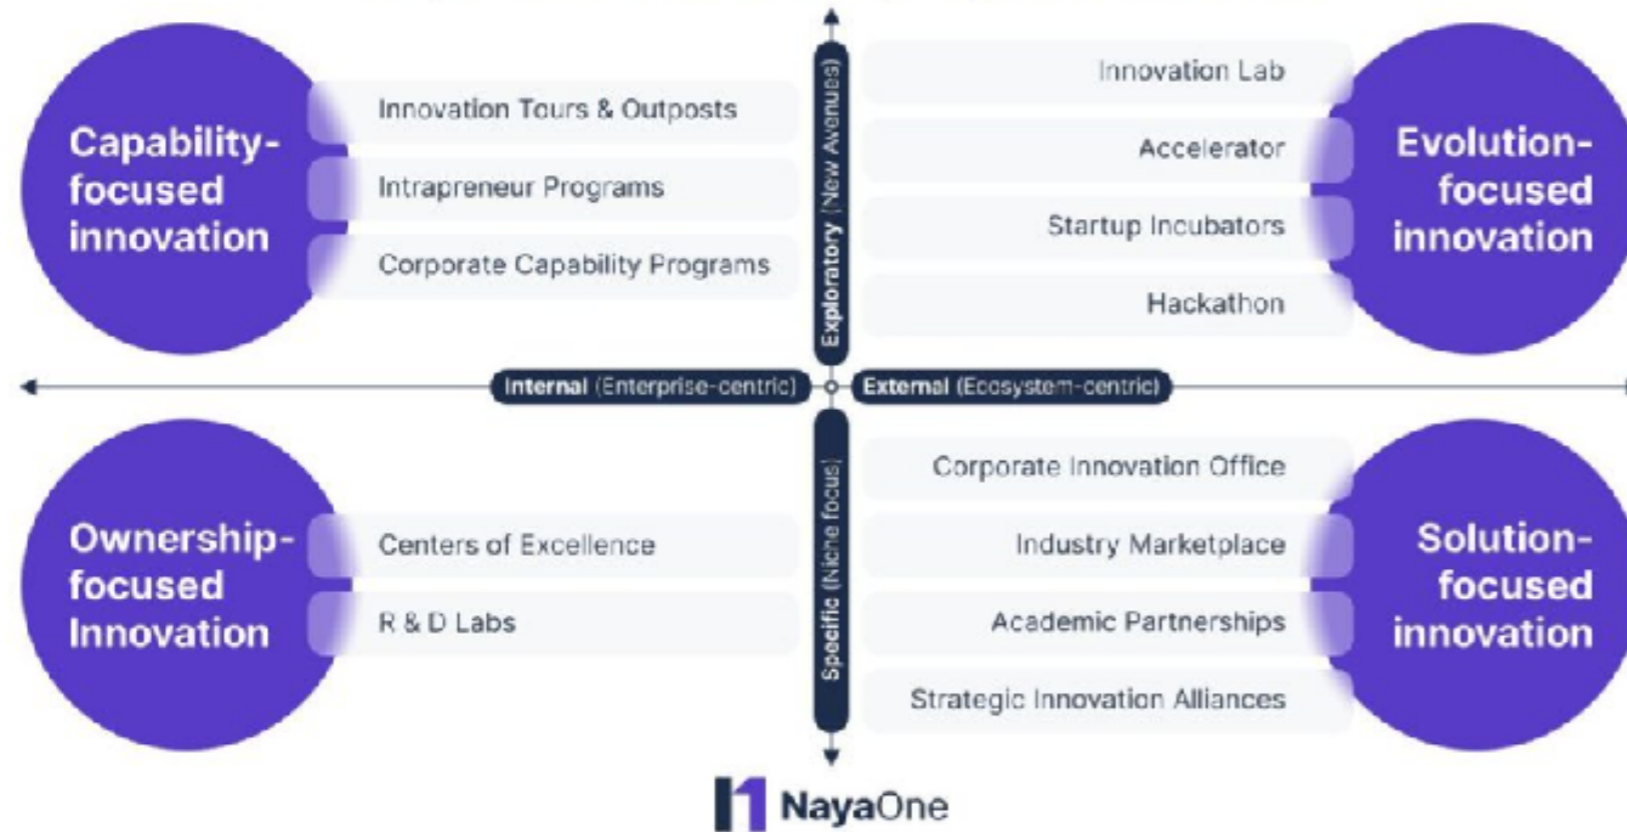 Capability-
focused
innovation
Innovation Tours & Outposts
Intrapreneur Programs
Corporate Capability Programs
Exploratory (New Avenues)
Innovation Lab
Accelerator
Startup Incubators
Hackathon
Evolution-
focused
innovation
Internal (Enterprise-centric)
External (Ecosystem-centric)
Ownership-
focused
Innovation
Centers of Excellence
R & D Labs
Specific (Niche focus)
Corporate Innovation Office
Industry Marketplace
Academic Partnerships
Strategic Innovation Alliances
Solution-
focused
innovation
NayaOne